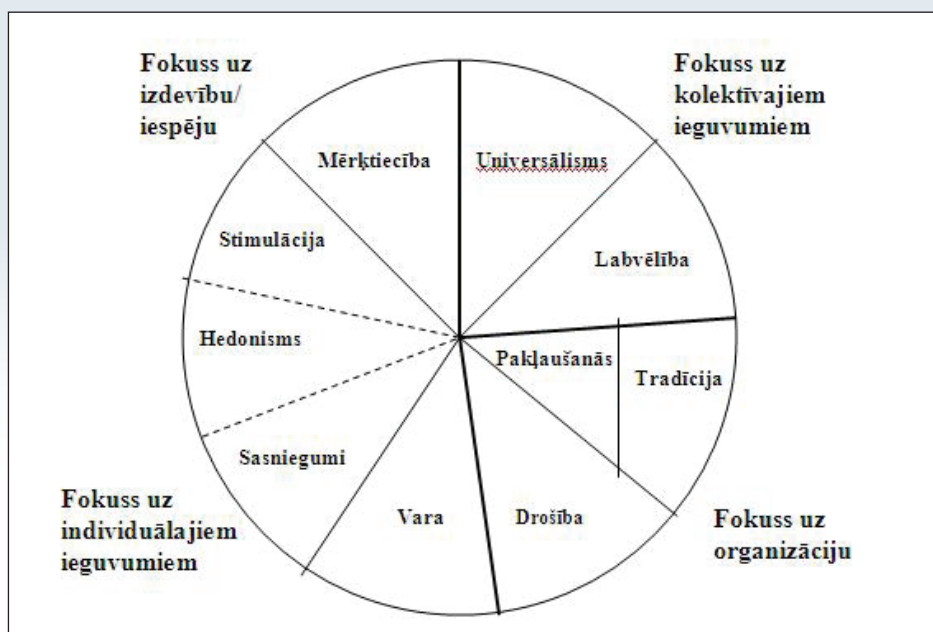 Fokuss uz
izdevību/
iespēju
Fokuss uz
kolektīvajiem
ieguvumiem
Mērķtiecība
Universālisms
Stimulācija
Labvēlība
Hedonisms
Pakļaušanās
Tradīcija
Sasniegumi
Vara
Drošība
Fokuss uz
individuālajiem
ieguvumiem
Fokuss uz
organizāciju